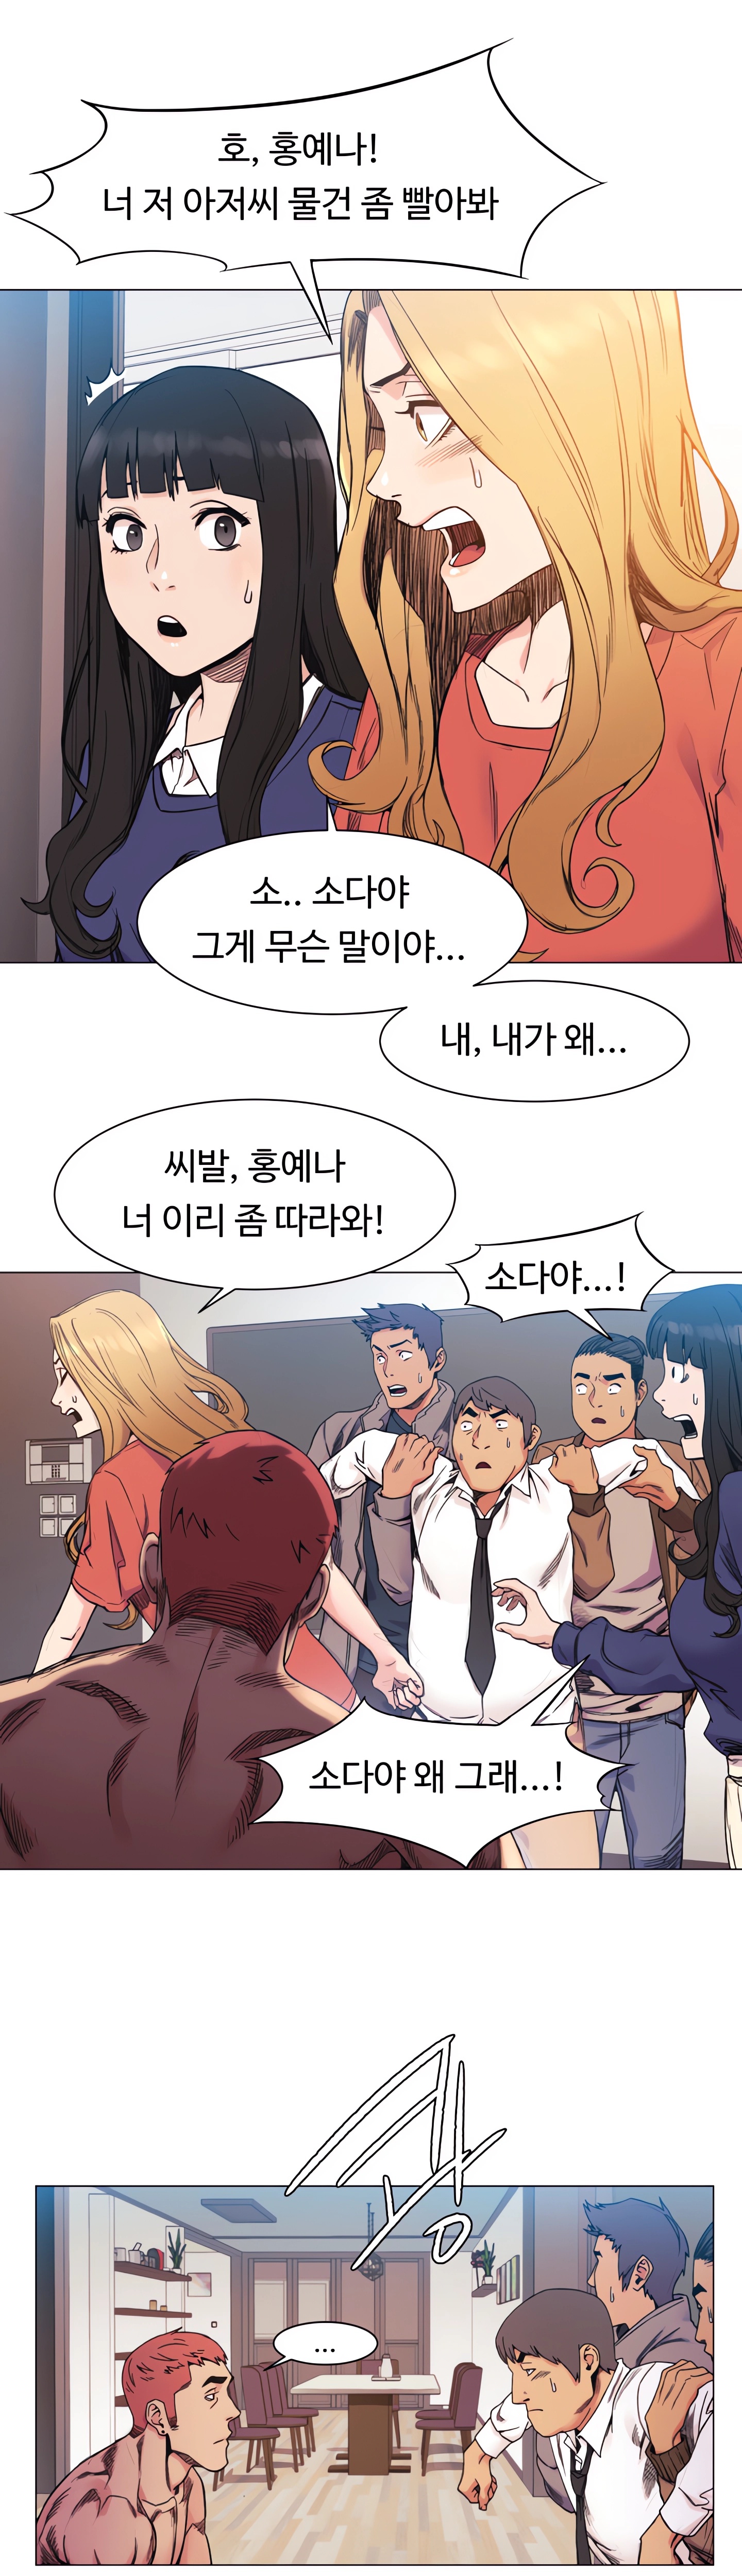 호, 홍예나!
너 저 아저씨 물건 좀 빨아봐
소.. 소다야
그게 무슨 말이야...
내, 내가 왜...
씨발, 홍예나
너 이리 좀 따라와!
소다야...!
소다야 왜 그래...!
...